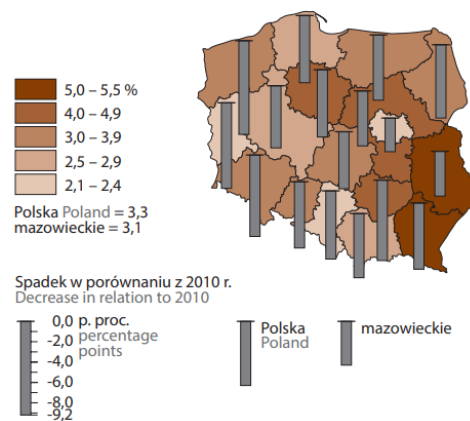 5,0 – 5,5 %
4,0 – 4,9
3,0 – 3,9
2,5 – 2,9
2,1 – 2,4
Polska Poland = 3,3
mazowieckie = 3,1
Spadek w porównaniu z 2010 r.
Decrease in relation to 2010
0,0 p. proc.
percentage
-2,0 points
-4,0
-6,0
-8,0
-9,2
Polska
Poland
mazowieckie